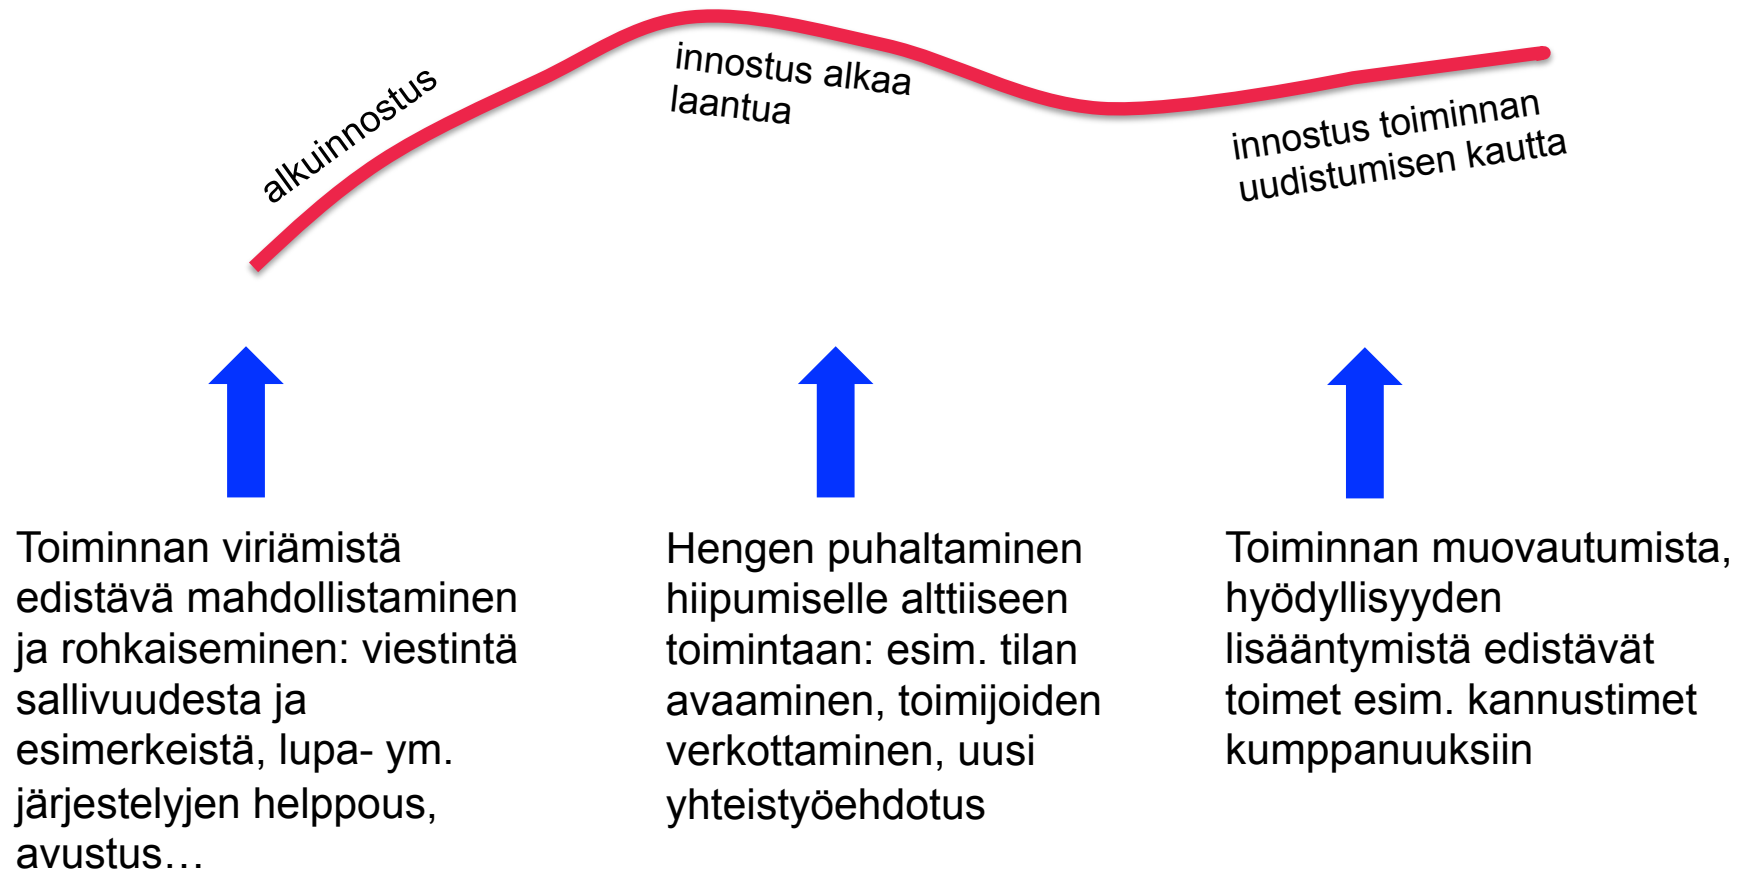 alkuinnostus
innostus alkaa
laantua
innostus toiminnan
uudistumisen kautta
Toiminnan viriämistä
edistävä mahdollistaminen
ja rohkaiseminen: viestintä
sallivuudesta ja
esimerkeistä, lupa- ym.
järjestelyjen helppous,
avustus…
Hengen puhaltaminen
hiipumiselle alttiiseen
toimintaan: esim. tilan
avaaminen, toimijoiden
verkottaminen, uusi
yhteistyöehdotus
Toiminnan muovautumista,
hyödyllisyyden
lisääntymistä edistävät
toimet esim. kannustimet
kumppanuuksiin